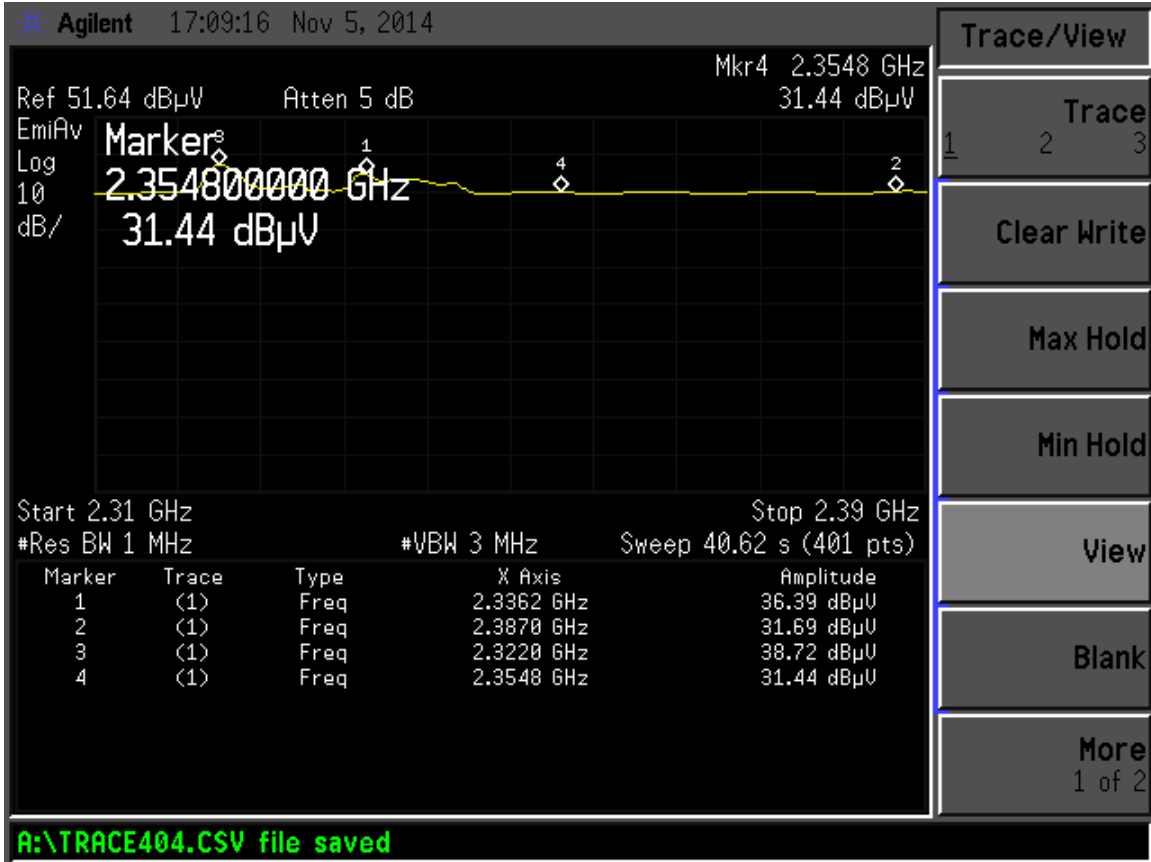 Agilent 17:09:16 Nov 5, 2014
Trace/View
Mkr4 2.3548 GHz
Ref 51.64 dBµV Atten 5 dB 31.44 dBµV
EmiAv
Log
10
dB/
Marker
2.354800000 GHz
31.44 dBµV
3
1
4
2
Start 2.31 GHz Stop 2.39 GHz
#Res BW 1 MHz #VBW 3 MHz Sweep 40.62 s (401 pts)
Marker Trace Type X Axis Amplitude
1 (1) Freq 2.3362 GHz 36.39 dBµV
2 (1) Freq 2.3870 GHz 31.69 dBµV
3 (1) Freq 2.3220 GHz 38.72 dBµV
4 (1) Freq 2.3548 GHz 31.44 dBµV
Trace
1 2 3
Clear Write
Max Hold
Min Hold
View
Blank
More
1 of 2
A:\TRACE404.CSV file saved